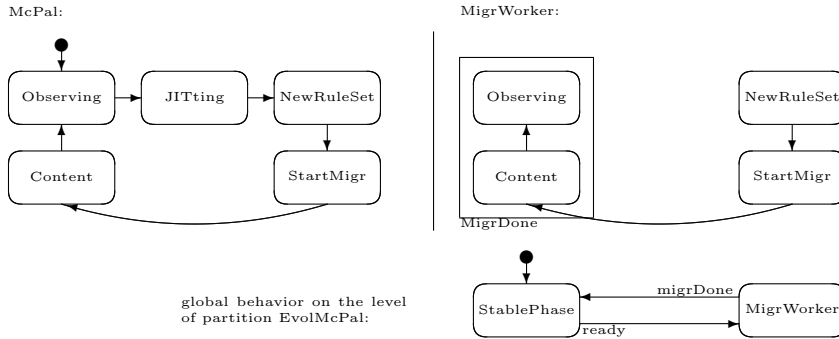 McPal:
MigrWorker:
Observing
JITting
NewRuleSet
Observing
NewRuleSet
Content
StartMigr
Content
StartMigr
MigrDone
global behavior on the level
of partition EvolMcPal:
StablePhase
migrDone
MigrWorker
ready